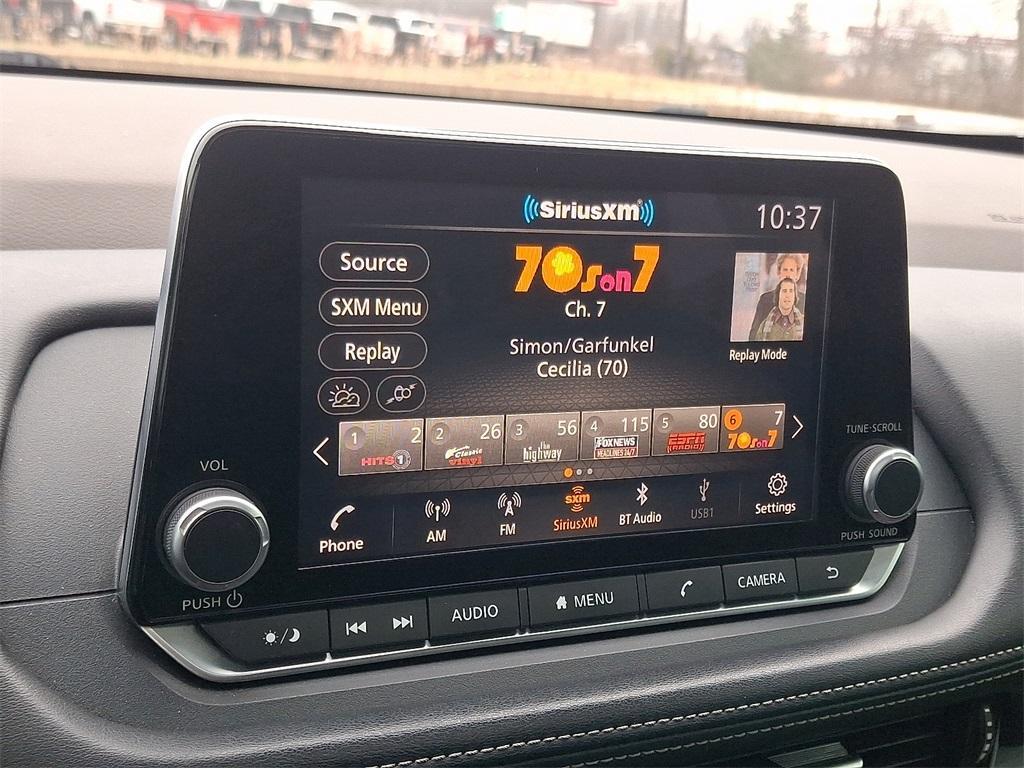 SiriusXM
10:37
Source
70s on 7
SXM Menu
Ch. 7
Replay
Simon/Garfunkel
Replay Mode
Cecilia (70)
1 2 HITS 1
2 26 Classic vinyl
3 56 the highway
4 115 FOX NEWS HEADLINES 24/7
5 80 ESPN RADIO
6 7 70s on 7
VOL
TUNE·SCROLL
Phone
AM
FM
sxm
SiriusXM
BT Audio
USB1
Settings
PUSH
PUSH SOUND
AUDIO
MENU
CAMERA